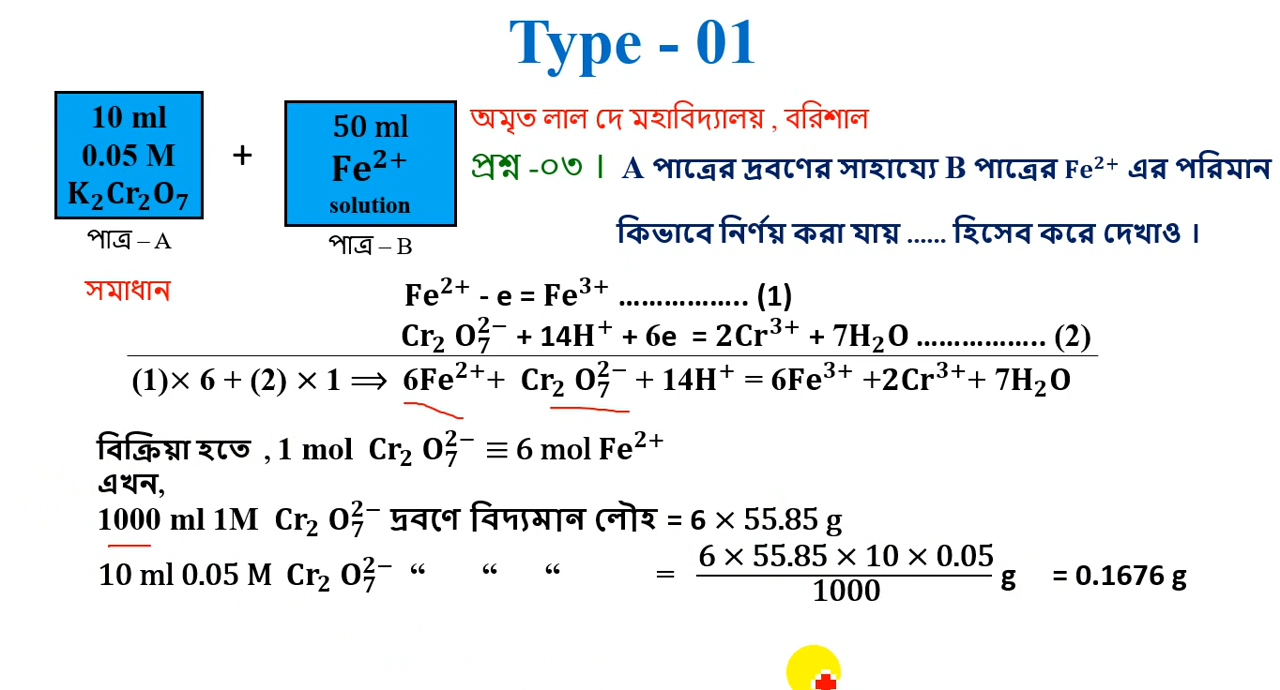 Type - 01
10 ml
0.05 M
K₂Cr₂O₇
+
50 ml
Fe²⁺
solution
পাত্র – A
পাত্র – B
অমৃত লাল দে মহাবিদ্যালয় , বরিশাল
প্রশ্ন -০৩ । A পাত্রের দ্রবণের সাহায্যে B পাত্রের Fe²⁺ এর পরিমান
কিভাবে নির্ণয় করা যায় ...... হিসেব করে দেখাও ।
সমাধান
Fe²⁺ - e = Fe³⁺ ................. (1)
Cr₂ O₇²⁻ + 14H⁺ + 6e = 2Cr³⁺ + 7H₂O ................. (2)
(1)× 6 + (2) × 1 ⟹ 6Fe²⁺+ Cr₂ O₇²⁻ + 14H⁺ = 6Fe³⁺ +2Cr³⁺+ 7H₂O
বিক্রিয়া হতে , 1 mol Cr₂ O₇²⁻ ≡ 6 mol Fe²⁺
এখন,
1000 ml 1M Cr₂ O₇²⁻ দ্রবণে বিদ্যমান লৌহ = 6 × 55.85 g
10 ml 0.05 M Cr₂ O₇²⁻ “ “ “ = 6 × 55.85 × 10 × 0.05 / 1000 g = 0.1676 g